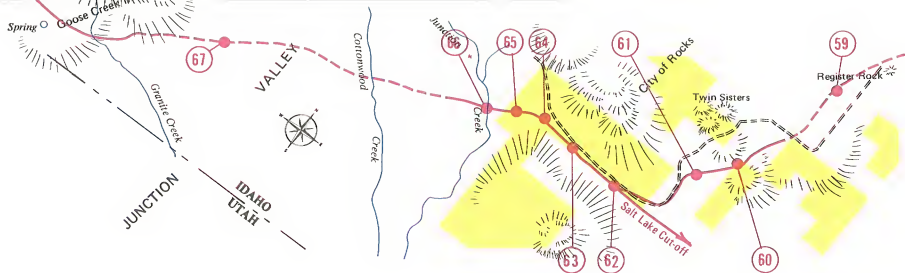 Spring
Goose Creek
67
VALLEY
Granite Creek
JUNCTION
IDAHO
UTAH
Cottonwood
Creek
Junction
Creek
66
65
64
61
City of Rocks
59
Register Rock
Twin Sisters
Salt Lake Cut-off
63
62
60